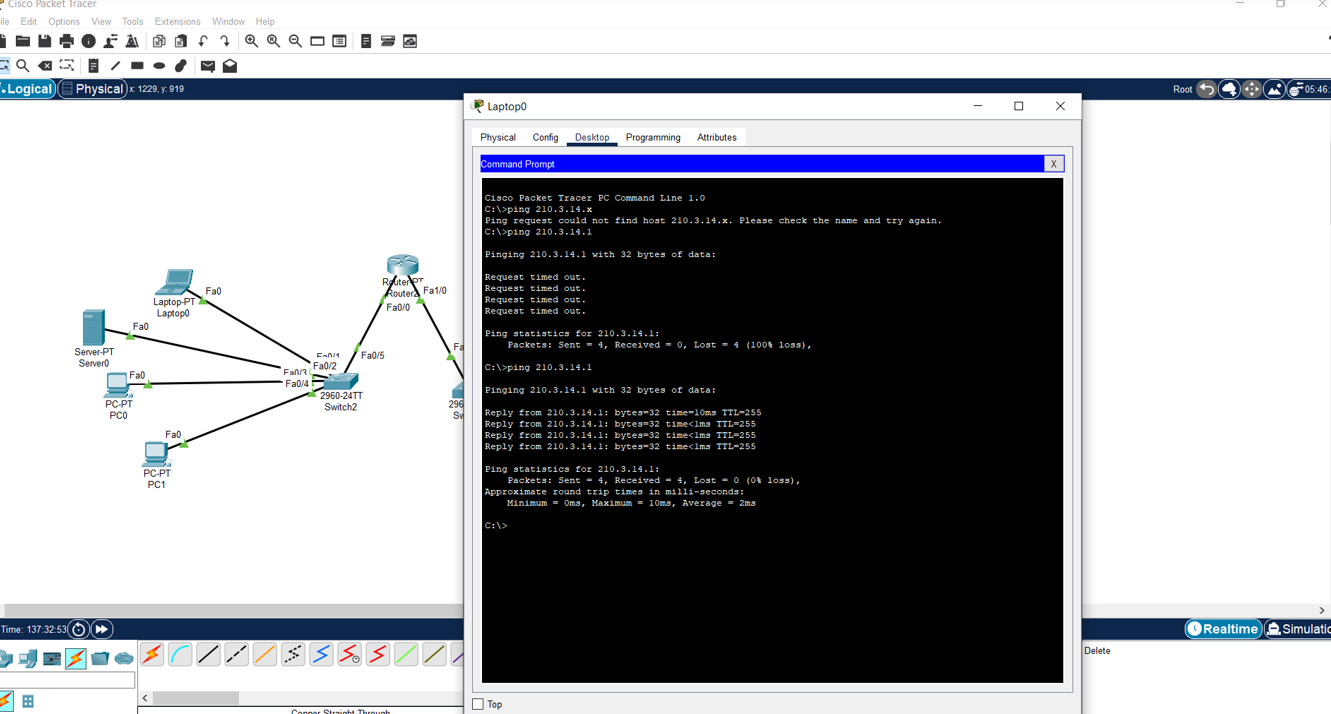 Cisco Packet Tracer
ile Edit Options View Tools Extensions Window Help
Logical Physical x: 1229, y: 919 Root 05:46:
Laptop0
Physical Config Desktop Programming Attributes
Command Prompt X
Cisco Packet Tracer PC Command Line 1.0
C:\>ping 210.3.14.x
Ping request could not find host 210.3.14.x. Please check the name and try again.
C:\>ping 210.3.14.1
Pinging 210.3.14.1 with 32 bytes of data:
Request timed out.
Request timed out.
Request timed out.
Request timed out.
Ping statistics for 210.3.14.1:
Packets: Sent = 4, Received = 0, Lost = 4 (100% loss),
C:\>ping 210.3.14.1
Pinging 210.3.14.1 with 32 bytes of data:
Reply from 210.3.14.1: bytes=32 time=10ms TTL=255
Reply from 210.3.14.1: bytes=32 time<1ms TTL=255
Reply from 210.3.14.1: bytes=32 time<1ms TTL=255
Reply from 210.3.14.1: bytes=32 time<1ms TTL=255
Ping statistics for 210.3.14.1:
Packets: Sent = 4, Received = 4, Lost = 0 (0% loss),
Approximate round trip times in milli-seconds:
Minimum = 0ms, Maximum = 10ms, Average = 2ms
C:\>
Top
Router-PT
Router2
Fa1/0
Fa0/0
Fa0
Laptop-PT
Laptop0
Fa0
Server-PT
Server0
Fa0/1
Fa0/2
Fa0/5
Fa0/3
Fa0/4
Fa
Fa0
PC-PT
PC0
2960-24TT
Switch2
296
Sw
Fa0
PC-PT
PC1
Time: 137:32:53
Realtime Simulatio
Delete
Copper Straight-Through